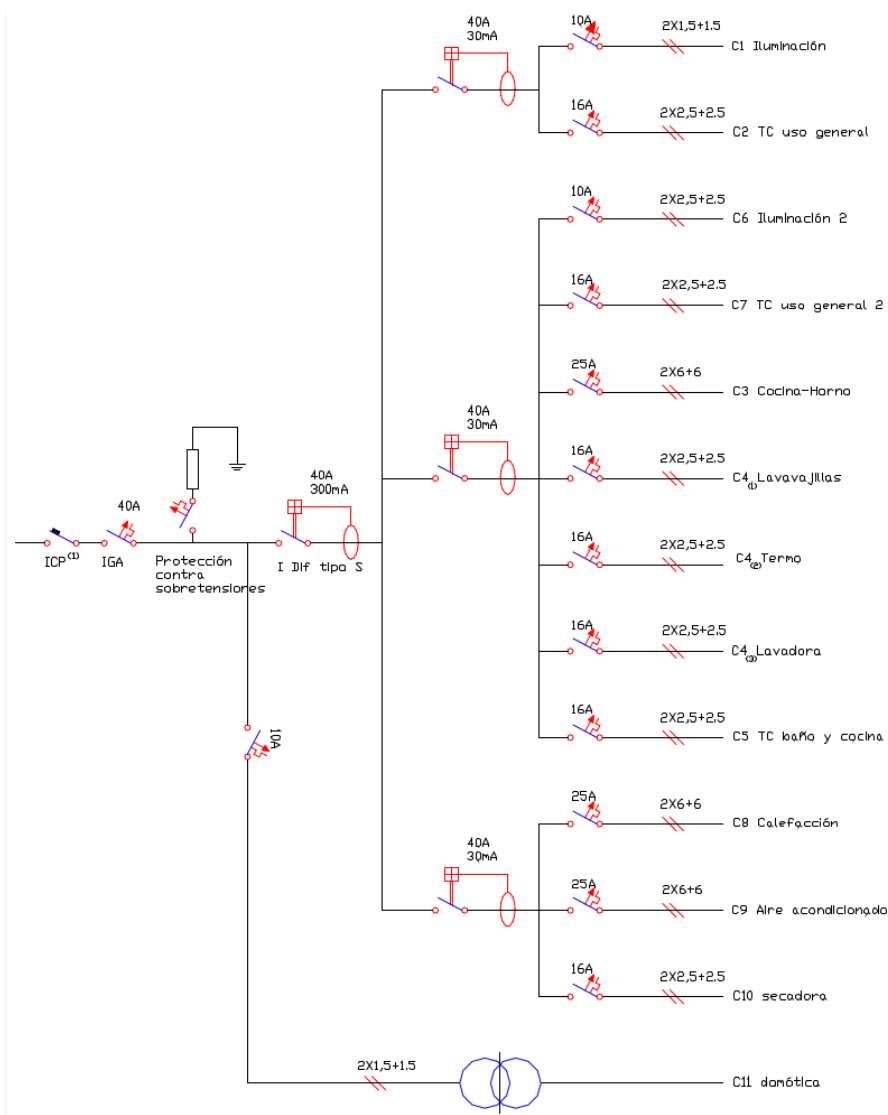 40A
30mA
10A
2X1,5+1.5
C1 Iluminación
16A
2X2,5+2.5
C2 TC uso general
10A
2X2,5+2.5
C6 Iluminación 2
16A
2X2,5+2.5
C7 TC uso general 2
25A
2X6+6
C3 Cocina-Horno
40A
30mA
16A
2X2,5+2.5
C4(1)Lavavajillas
40A
300mA
40A
ICP(1)
IGA
Protección
contra
sobretensiones
I Dif tipo S
16A
2X2,5+2.5
C4(2)Termo
16A
2X2,5+2.5
C4(3)Lavadora
16A
2X2,5+2.5
C5 TC baño y cocina
10A
25A
2X6+6
C8 Calefacción
40A
30mA
25A
2X6+6
C9 Aire acondicionado
16A
2X2,5+2.5
C10 secadora
2X1,5+1.5
C11 domótica